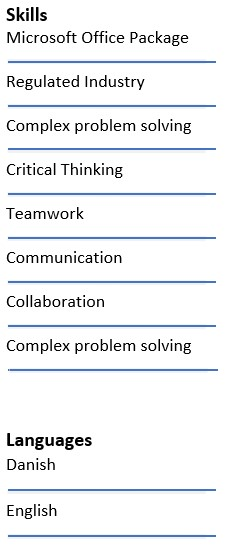 Skills
Microsoft Office Package
Regulated Industry
Complex problem solving
Critical Thinking
Teamwork
Communication
Collaboration
Complex problem solving
Languages
Danish
English